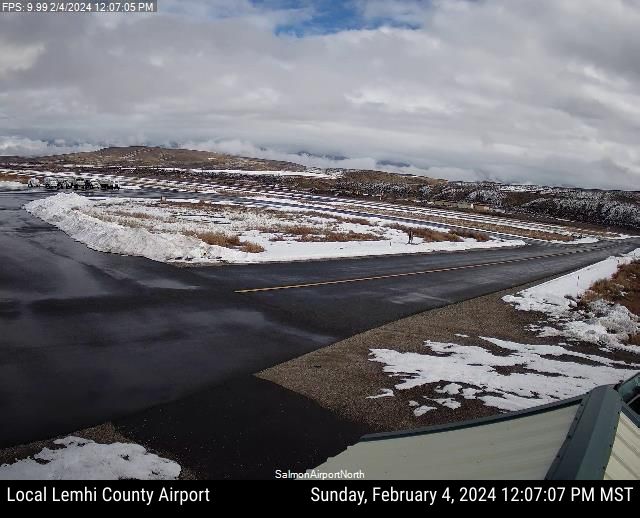 FPS: 9.99 2/4/2024 12:07:05 PM
SalmonAirportNorth
Local Lemhi County Airport Sunday, February 4, 2024 12:07:07 PM MST